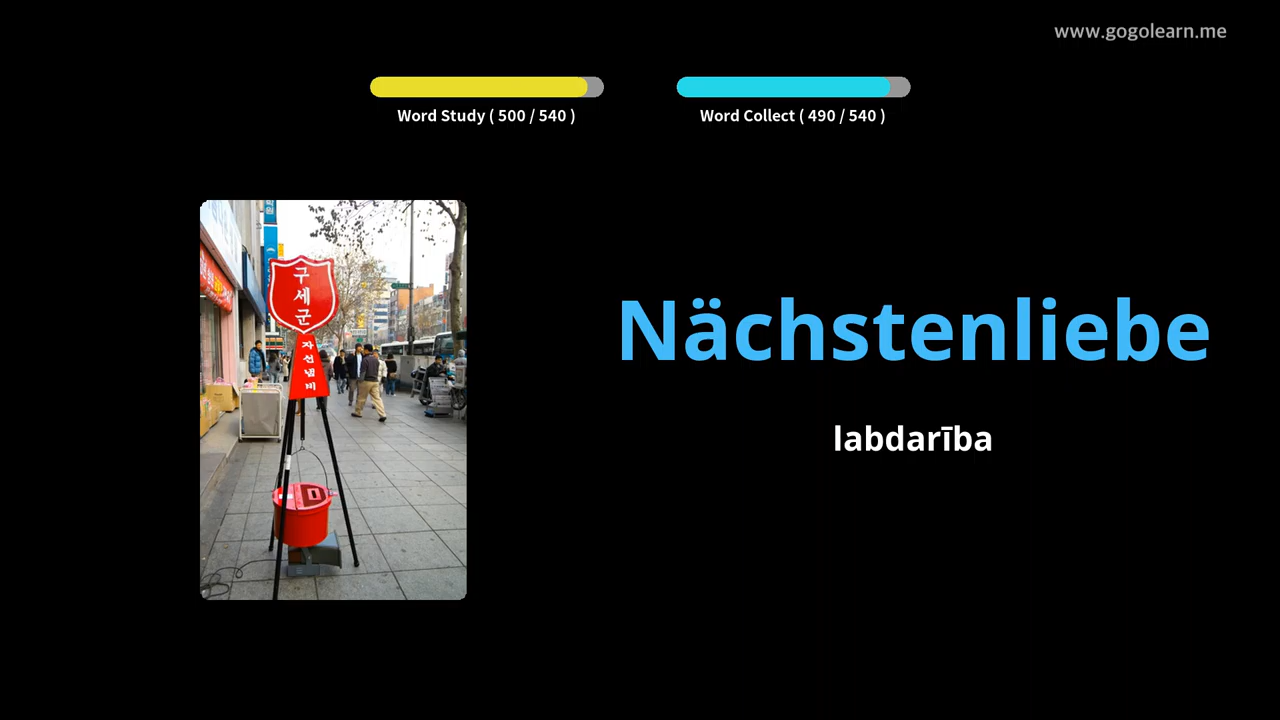 www.gogolearn.me
Word Study ( 500 / 540 )
Word Collect ( 490 / 540 )
구
세
군
자
선
냄
비
Nächstenliebe
labdarība